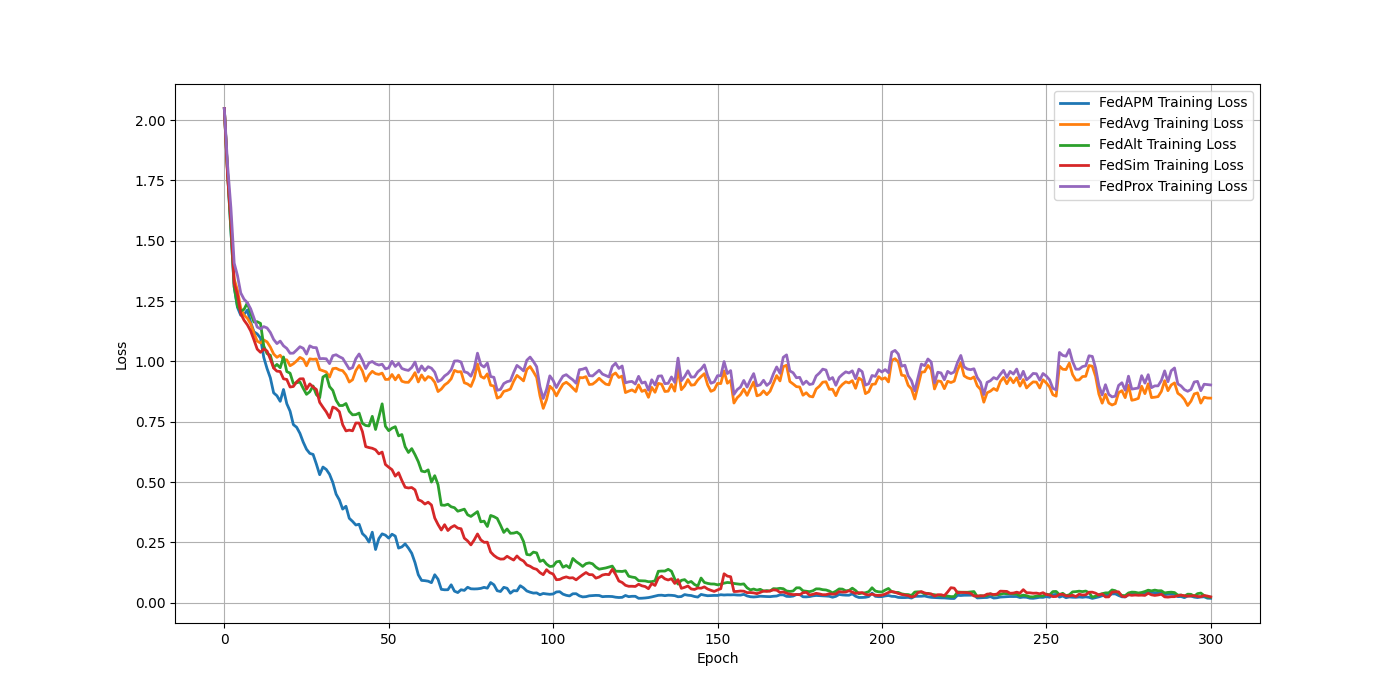 FedAPM Training Loss
FedAvg Training Loss
FedAlt Training Loss
FedSim Training Loss
FedProx Training Loss
2.00
1.75
1.50
1.25
1.00
0.75
0.50
0.25
0.00
Loss
0 50 100 150 200 250 300
Epoch